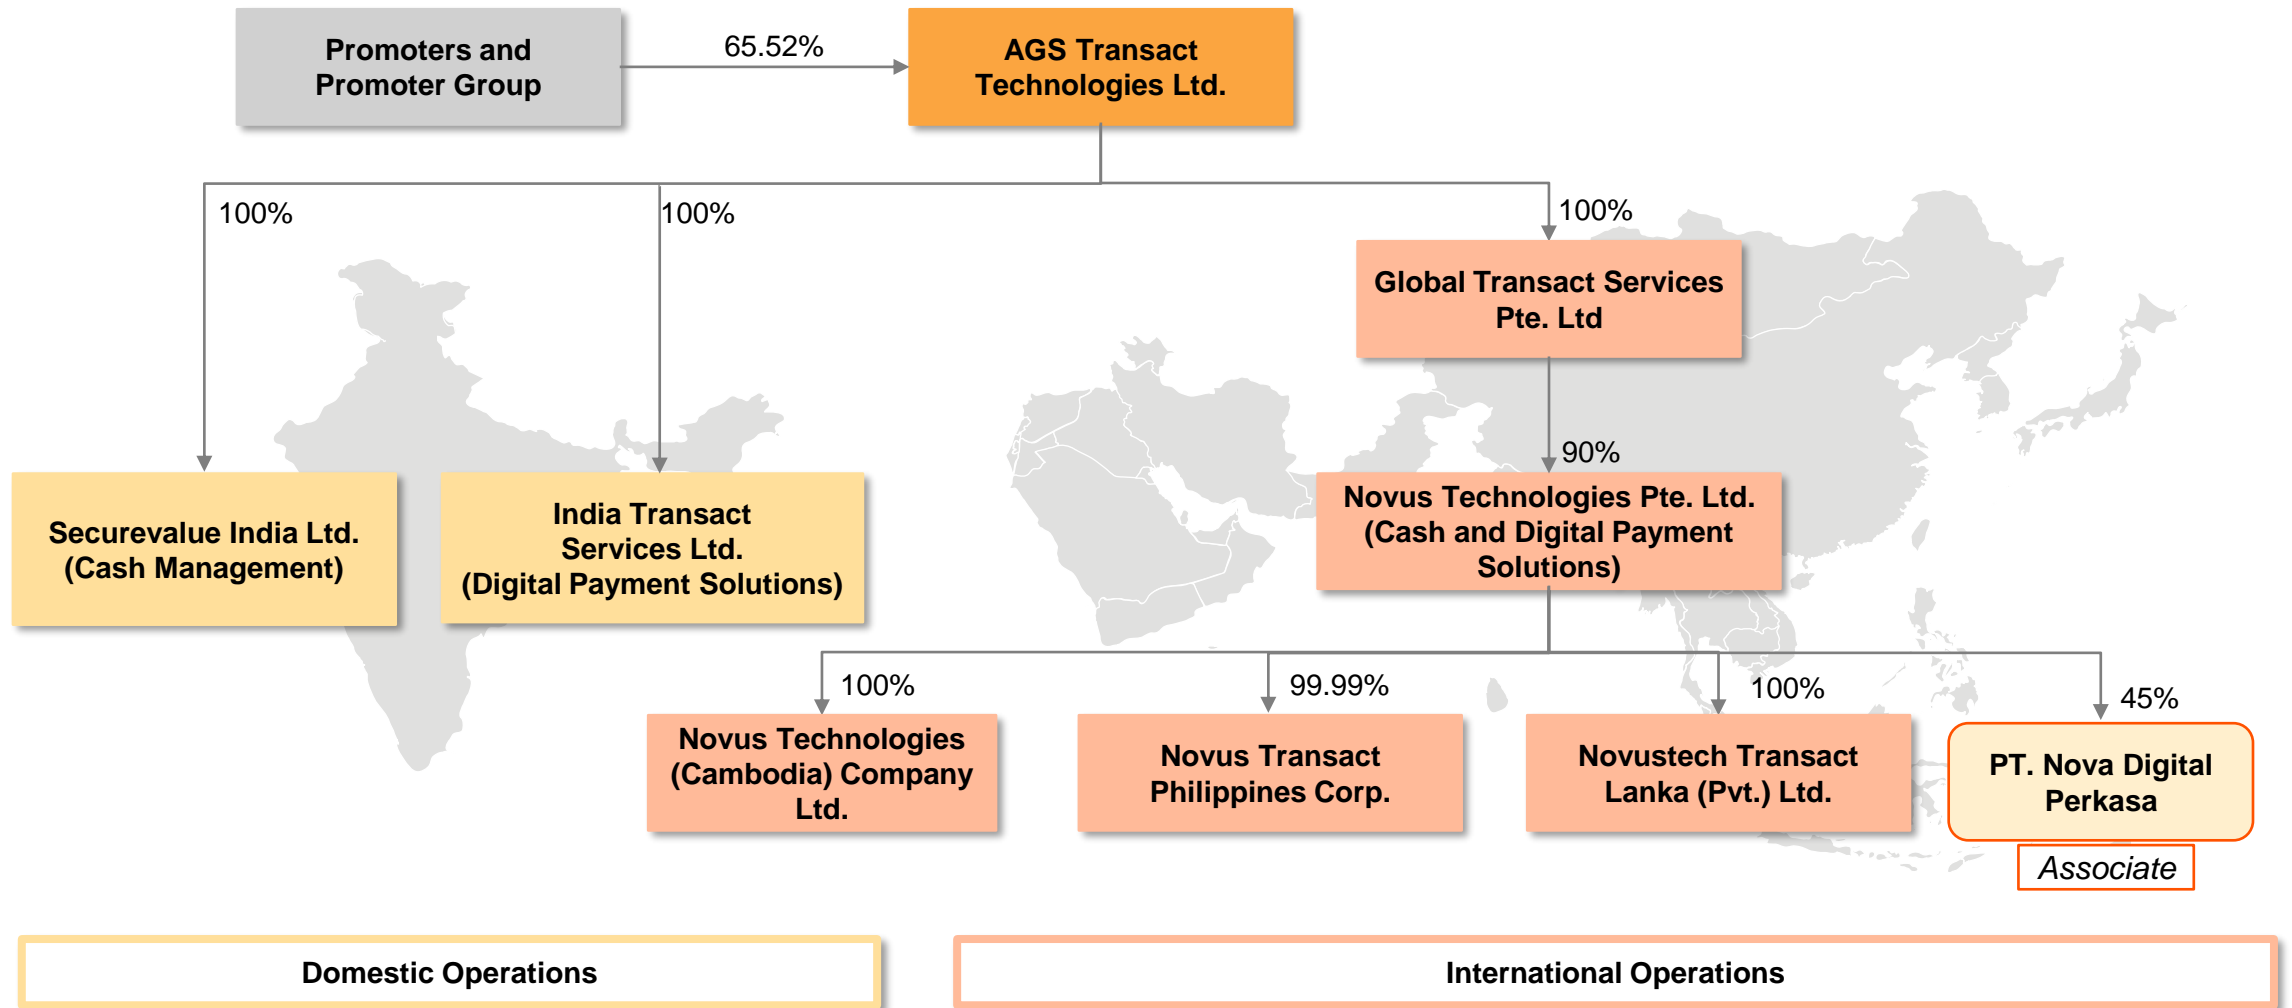 Promoters and
Promoter Group
65.52%
AGS Transact
Technologies Ltd.
100%
100%
100%
Global Transact Services
Pte. Ltd
90%
Securevalue India Ltd.
(Cash Management)
India Transact
Services Ltd.
(Digital Payment Solutions)
Novus Technologies Pte. Ltd.
(Cash and Digital Payment
Solutions)
100%
99.99%
100%
45%
Novus Technologies
(Cambodia) Company
Ltd.
Novus Transact
Philippines Corp.
Novustech Transact
Lanka (Pvt.) Ltd.
PT. Nova Digital
Perkasa
Associate
Domestic Operations
International Operations